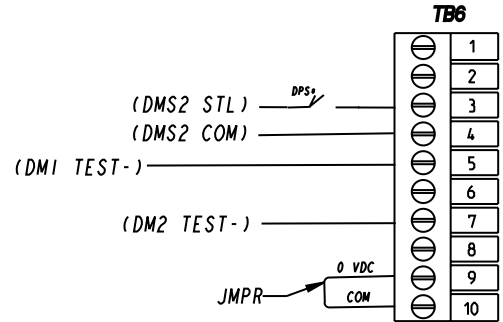 TB6
1
2
DPS
(DMS2 STL) 3
(DMS2 COM) 4
(DM1 TEST-) 5
6
(DM2 TEST-) 7
8
0 VDC 9
JMPR COM 10